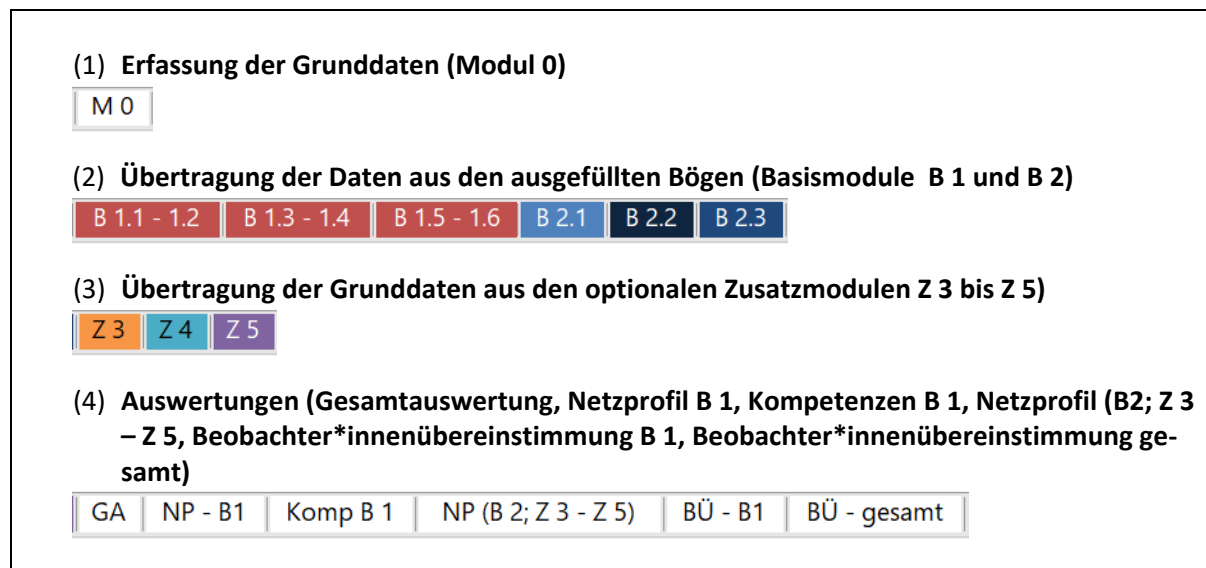 (1) Erfassung der Grunddaten (Modul 0)
M 0
(2) Übertragung der Daten aus den ausgefüllten Bögen (Basismodule B 1 und B 2)
B 1.1 - 1.2 B 1.3 - 1.4 B 1.5 - 1.6 B 2.1 B 2.2 B 2.3
(3) Übertragung der Grunddaten aus den optionalen Zusatzmodulen Z 3 bis Z 5)
Z 3 Z 4 Z 5
(4) Auswertungen (Gesamtauswertung, Netzprofil B 1, Kompetenzen B 1, Netzprofil (B2; Z 3
– Z 5, Beobachter*innenübereinstimmung B 1, Beobachter*innenübereinstimmung ge-
samt)
GA NP - B1 Komp B 1 NP (B 2; Z 3 - Z 5) BÜ - B1 BÜ - gesamt